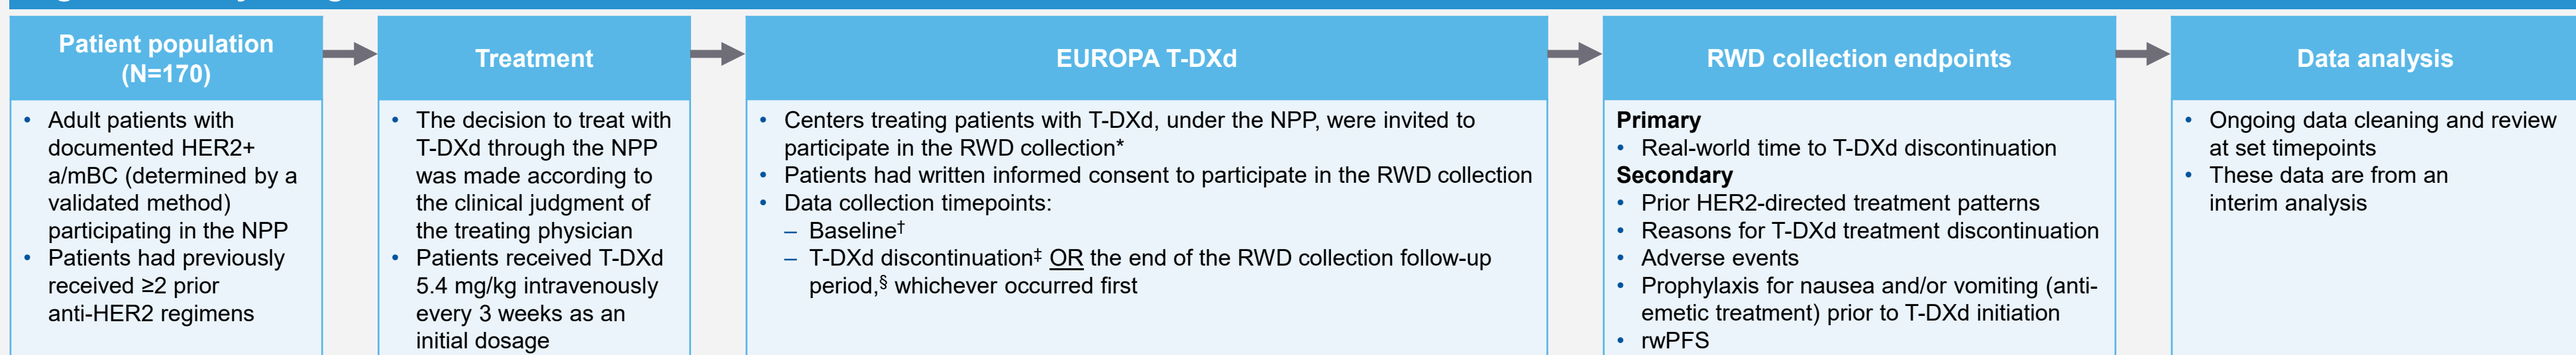 Patient population
(N=170)
• Adult patients with
documented HER2+
a/mBC (determined by a
validated method)
participating in the NPP
• Patients had previously
received ≥2 prior
anti-HER2 regimens
Treatment
• The decision to treat with
T-DXd through the NPP
was made according to
the clinical judgment of
the treating physician
• Patients received T-DXd
5.4 mg/kg intravenously
every 3 weeks as an
initial dosage
EUROPA T-DXd
• Centers treating patients with T-DXd, under the NPP, were invited to
participate in the RWD collection*
• Patients had written informed consent to participate in the RWD collection
• Data collection timepoints:
– Baseline†
– T-DXd discontinuation‡ OR the end of the RWD collection follow-up
period,§ whichever occurred first
RWD collection endpoints
Primary
• Real-world time to T-DXd discontinuation
Secondary
• Prior HER2-directed treatment patterns
• Reasons for T-DXd treatment discontinuation
• Adverse events
• Prophylaxis for nausea and/or vomiting (anti-
emetic treatment) prior to T-DXd initiation
• rwPFS
Data analysis
• Ongoing data cleaning and review
at set timepoints
• These data are from an
interim analysis